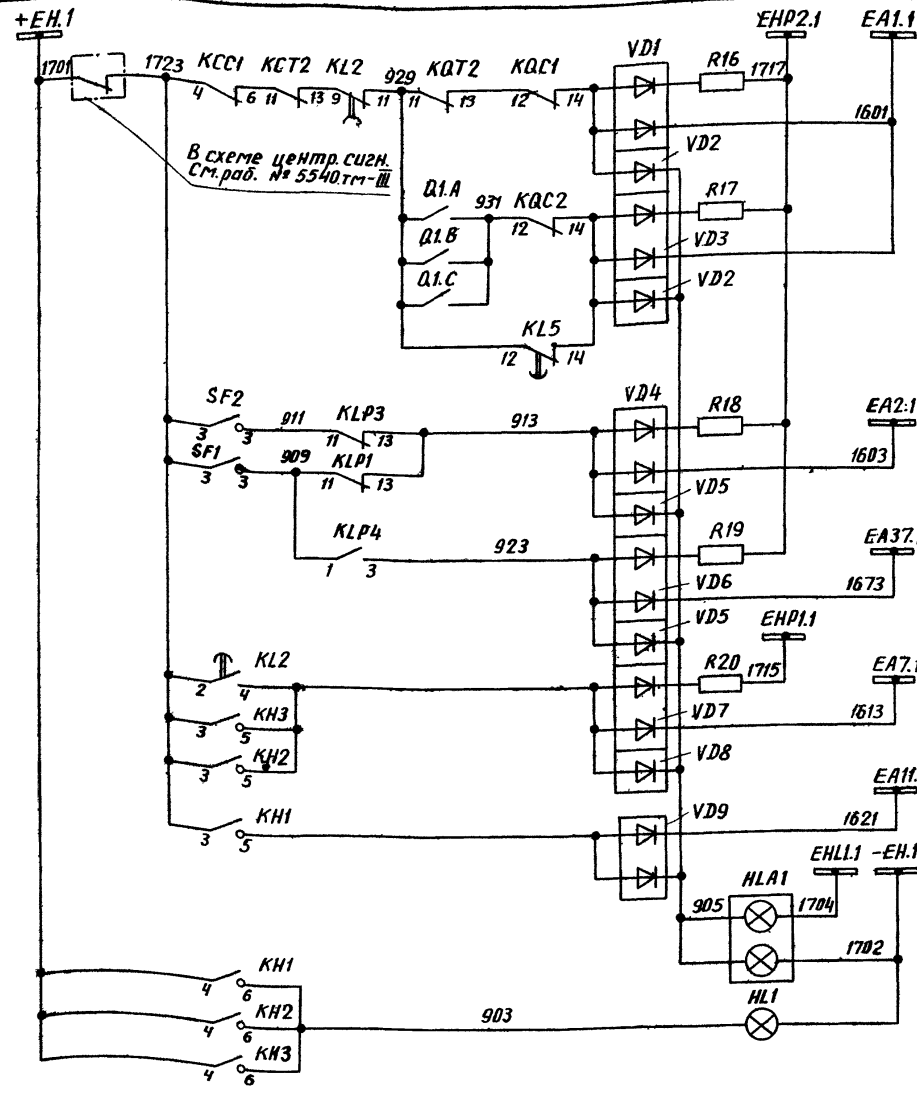 +EH.1
EHP2.1
EA1.1
1701
1723
KCC1
KCT2
KL2
929
KQT2
KQC1
VD1
R16
1717
4
6
11
13
9
11
11
13
12
14
1601
В схеме центр. сигн.
См. раб. № 5540.тм-III
VD2
Q1.A
931
KQC2
R17
12
14
Q1.B
VD3
Q1.C
VD2
KL5
12
14
SF2
911
KLP3
913
VD4
R18
EA2:1
3
3
11
13
SF1
909
KLP1
1603
3
3
11
13
VD5
KLP4
923
R19
EA37.
1
3
VD6
1673
VD5
EHP1.1
KL2
R20
1715
EA7.1
2
4
KH3
VD7
1613
3
5
KH2
VD8
3
5
EA11.
KH1
VD9
3
5
1621
EHL1.1
-EH.1
HLA1
905
1704
1702
KH1
4
6
HL1
KH2
903
4
6
KH3
4
6